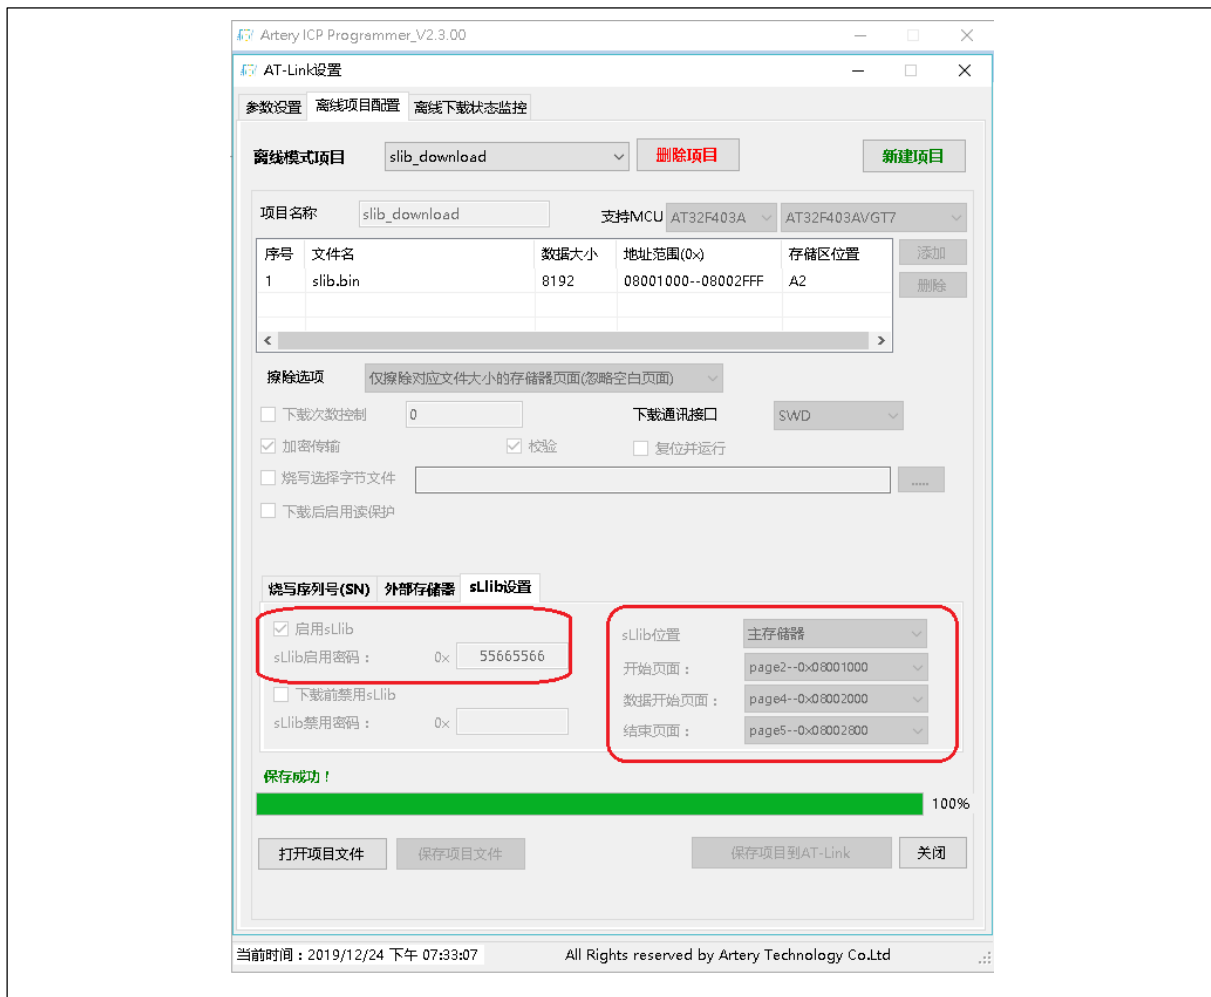 Artery ICP Programmer_V2.3.00
AT-Link设置
参数设置 离线项目配置 离线下载状态监控
离线模式项目 slib_download 删除项目 新建项目
项目名称 slib_download 支持MCU AT32F403A AT32F403AVGT7
序号 文件名 数据大小 地址范围(0x) 存储区位置 添加
1 slib.bin 8192 08001000--08002FFF A2 删除
擦除选项 仅擦除对应文件大小的存储器页面(忽略空白页面)
下载次数控制 0 下载通讯接口 SWD
加密传输 校验 复位并运行
烧写选择字节文件 .....
下载后启用读保护
烧写序列号(SN) 外部存储器 sLlib设置
启用sLlib sLlib位置 主存储器
sLlib启用密码： 0x 55665566 开始页面： page2--0x08001000
下载前禁用sLlib 数据开始页面： page4--0x08002000
sLlib禁用密码： 0x 结束页面： page5--0x08002800
保存成功！
100%
打开项目文件 保存项目文件 保存项目到AT-Link 关闭
当前时间：2019/12/24 下午 07:33:07 All Rights reserved by Artery Technology Co.Ltd